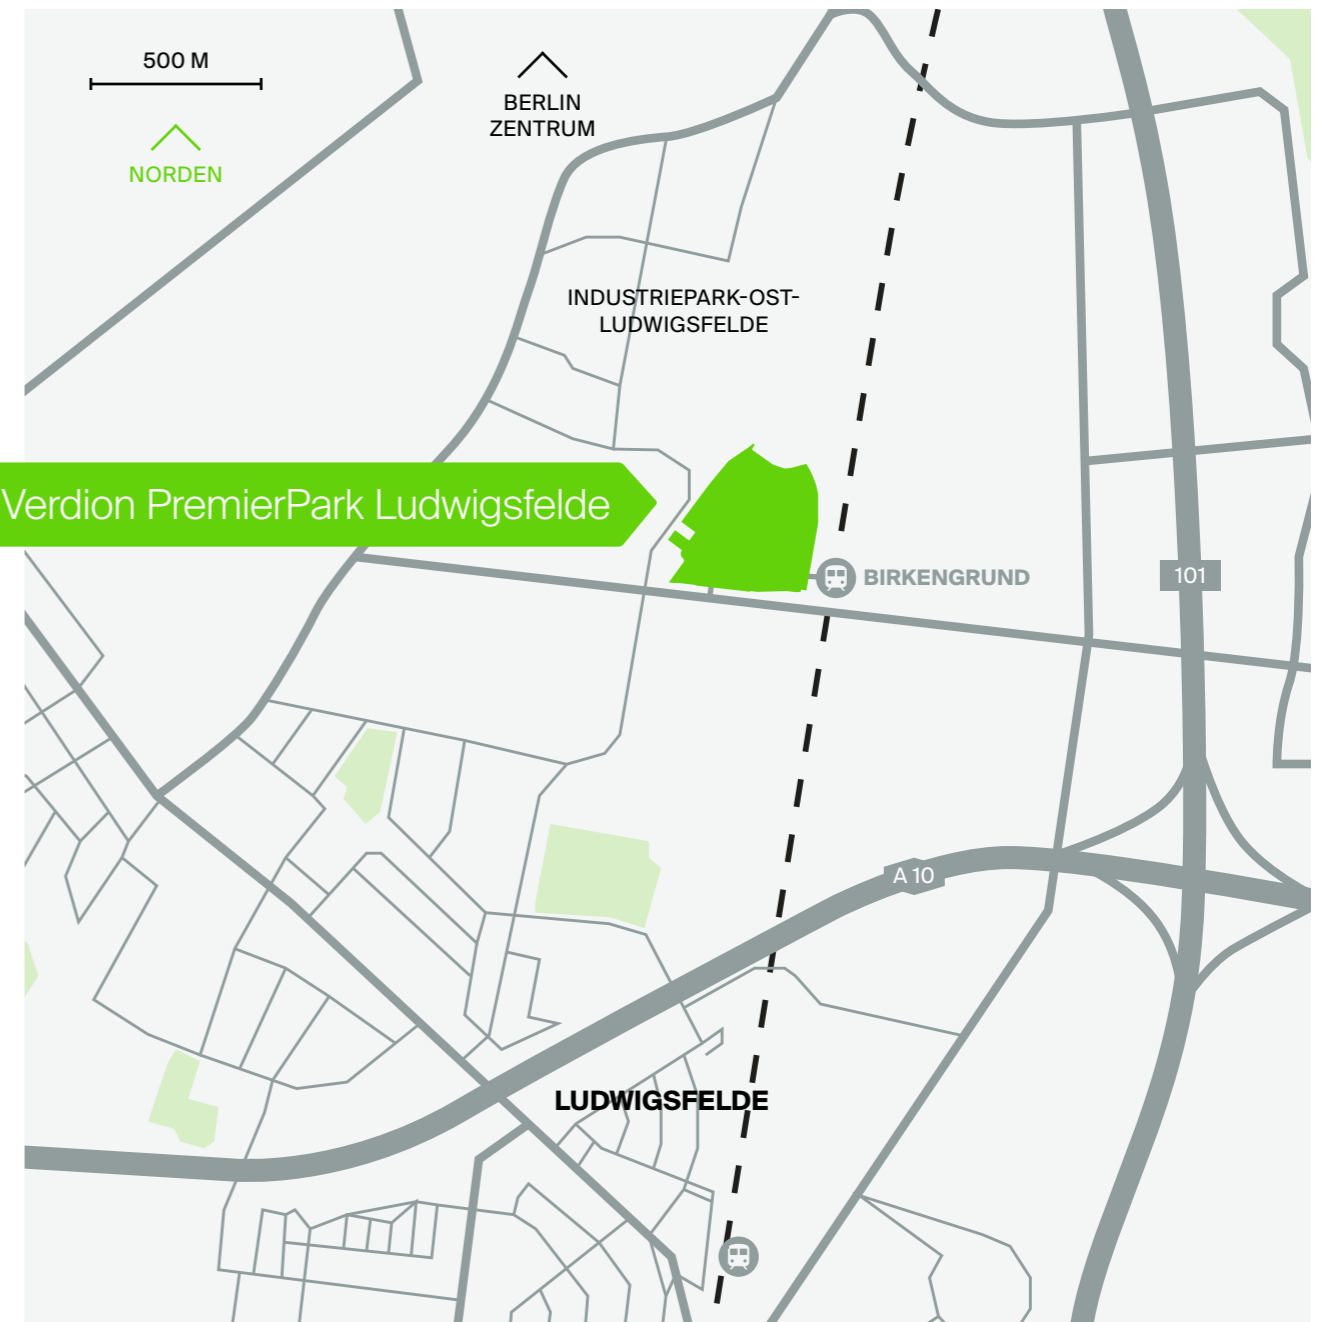 500 M
BERLIN
ZENTRUM
NORDEN
INDUSTRIEPARK-OST-
LUDWIGSFELDE
Verdion PremierPark Ludwigsfelde
BIRKENGRUND
101
A 10
LUDWIGSFELDE